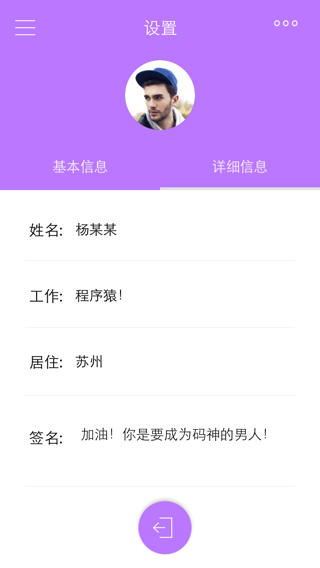 设置
基本信息 详细信息
姓名: 杨某某
工作: 程序猿!
居住: 苏州
签名: 加油! 你是要成为码神的男人!